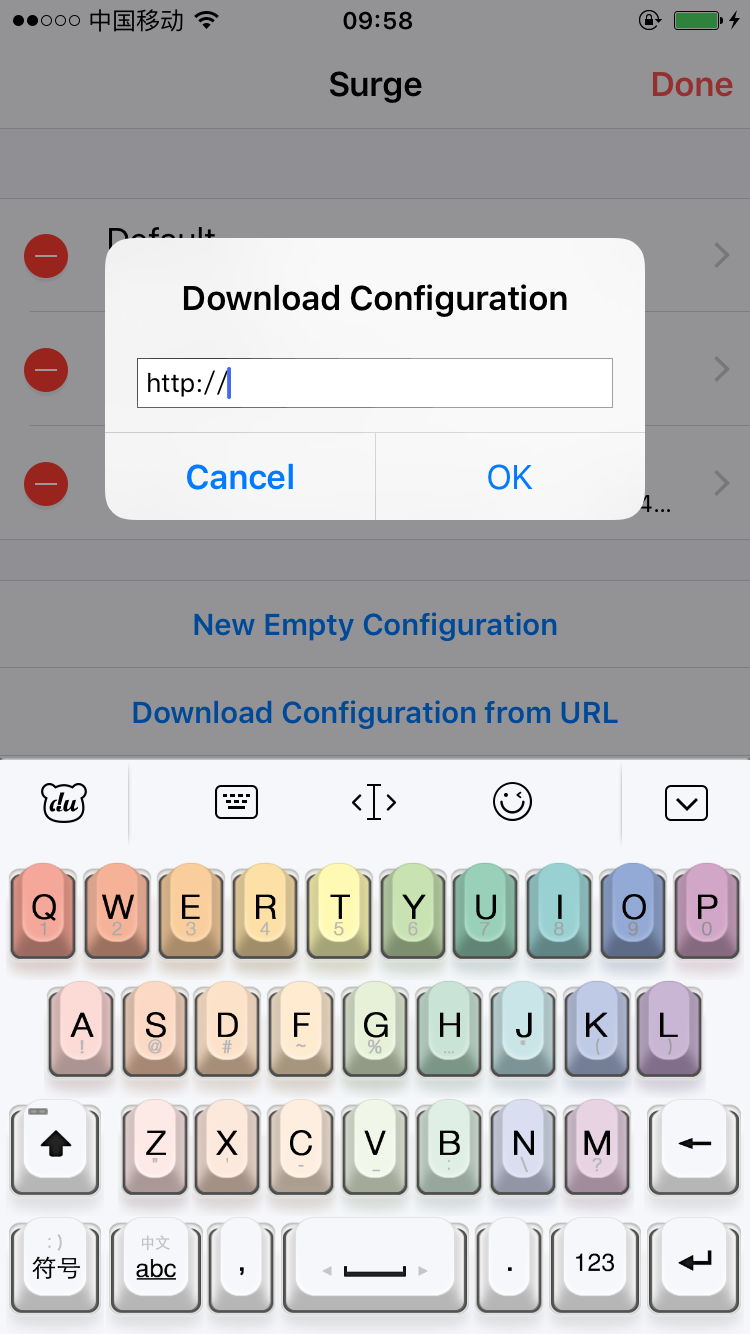 中国移动 09:58
Surge Done
Default
Download Configuration
http://
Cancel OK
4...
New Empty Configuration
Download Configuration from URL
du
Q W E R T Y U I O P
1 2 3 4 5 6 7 8 9 0
A S D F G H J K L
! @ # ~ % ... * ( )
Z X C V B N M
" ' - _ : \ ?
:) 中文
符号 abc , . 123